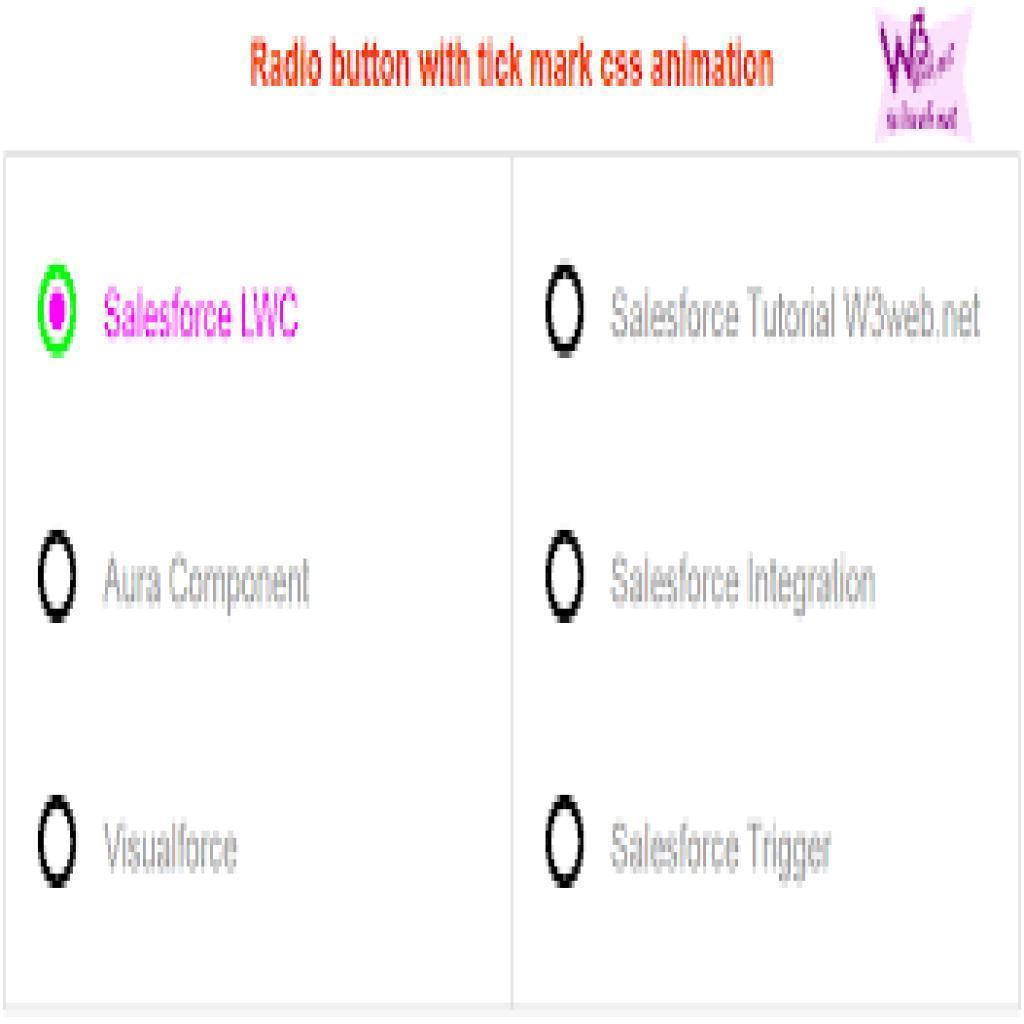 Radio button with tick mark css animation
Salesforce LWC
Salesforce Tutorial W3web.net
Aura Component
Salesforce Integration
Visualforce
Salesforce Trigger